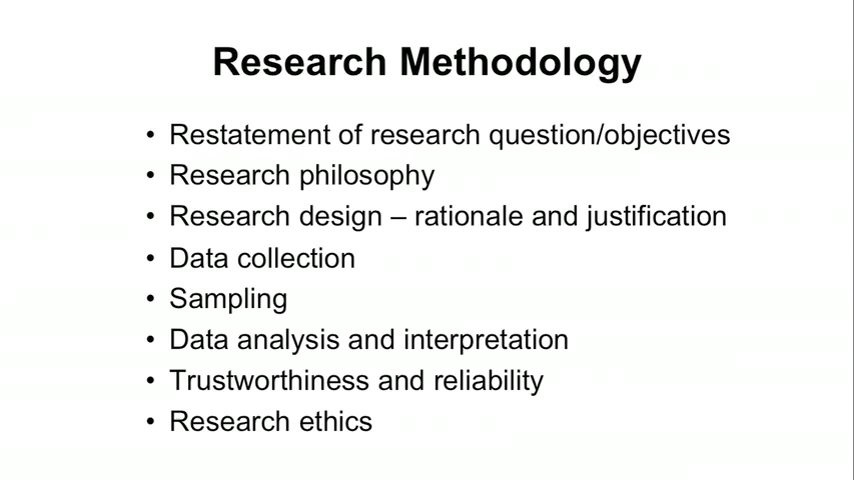 Research Methodology
• Restatement of research question/objectives
• Research philosophy
• Research design – rationale and justification
• Data collection
• Sampling
• Data analysis and interpretation
• Trustworthiness and reliability
• Research ethics